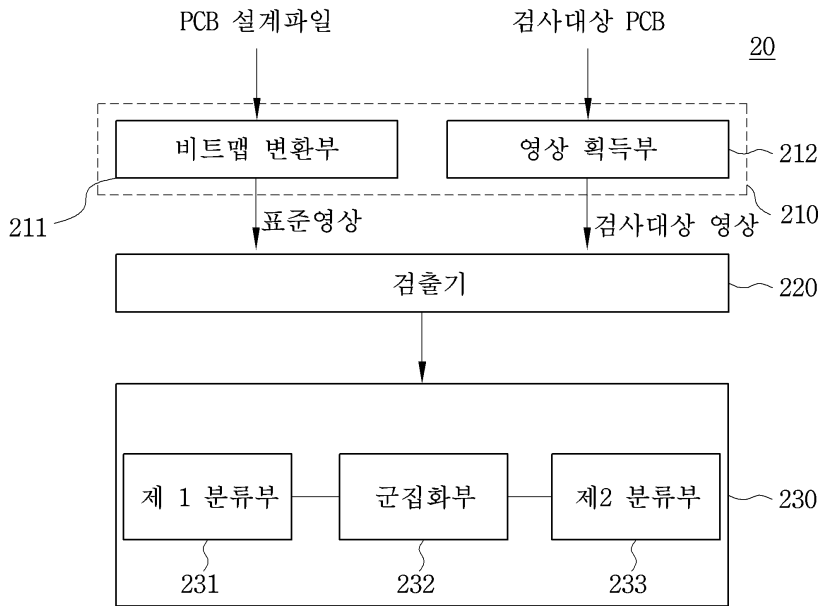 PCB 설계파일
검사대상 PCB
20
비트맵 변환부
영상 획득부
212
211
표준영상
검사대상 영상
210
검출기
220
제 1 분류부
군집화부
제2 분류부
230
231
232
233